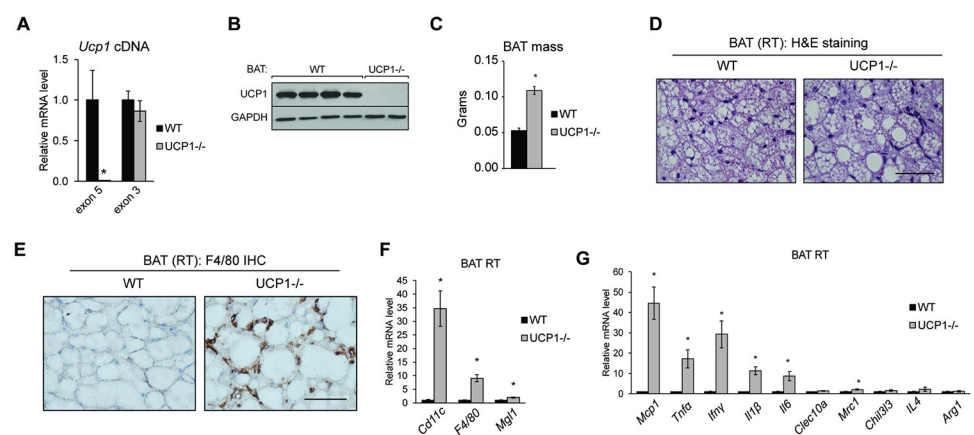 A
Ucp1 cDNA
Relative mRNA level
1.5
1.0
0.5
0.0
*
exon 5
exon 3
WT
UCP1-/-
B
BAT: WT UCP1-/-
UCP1
GAPDH
C
BAT mass
Grams
0.15
0.10
0.05
0.00
*
WT
UCP1-/-
D
BAT (RT): H&E staining
WT UCP1-/-
E
BAT (RT): F4/80 IHC
WT UCP1-/-
F
BAT RT
Relative mRNA level
45
40
35
30
25
20
15
10
5
0
* * *
Cd11c
F4/80
Mgl1
WT
UCP1-/-
G
BAT RT
Relative mRNA level
60
50
40
30
20
10
0
* * * * * *
Mcp1
Tnfα
Ifnγ
Il1β
Il6
Clec10a
Mrc1
Chil3l3
IL4
Arg1
WT
UCP1-/-